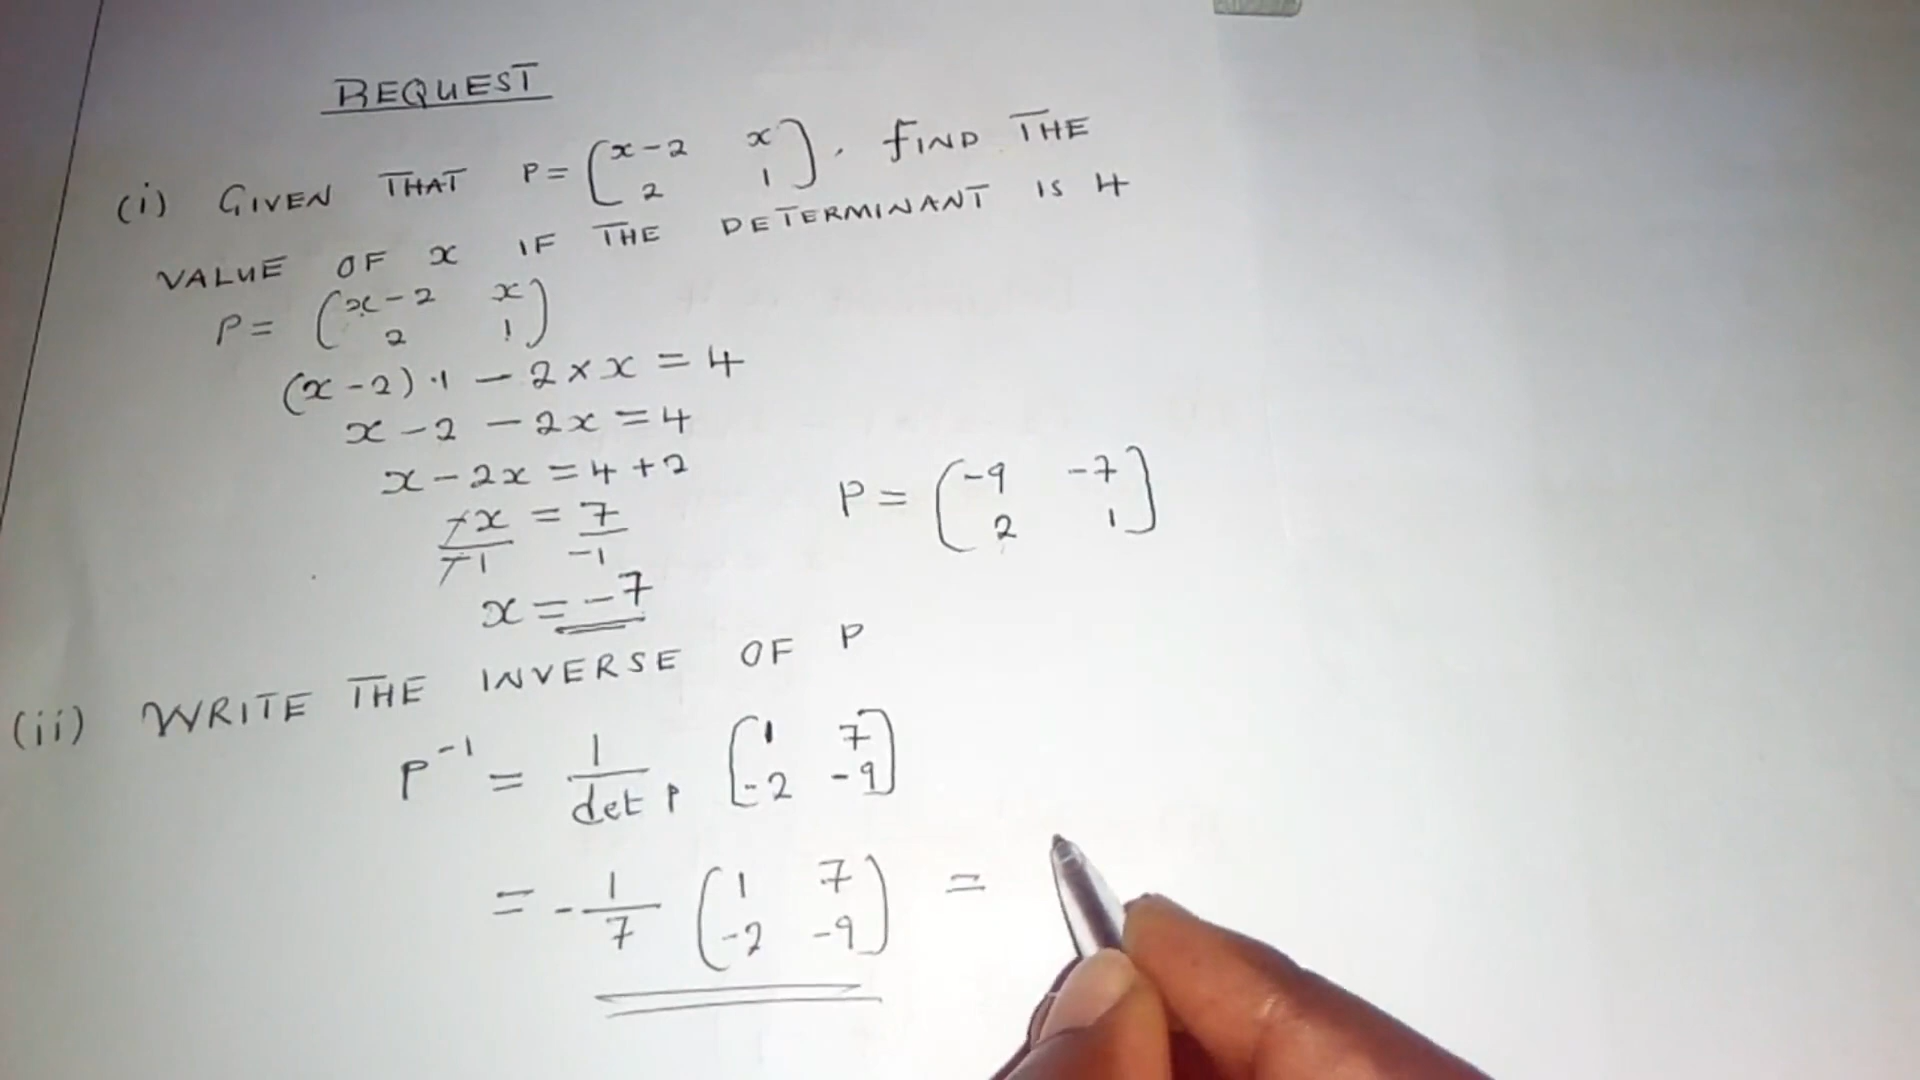 REQUEST
(i) GIVEN THAT P = (x-2 x
2 1). FIND THE
VALUE OF x IF THE DETERMINANT IS 4
P = (x-2 x
2 1)
(x-2)·1 - 2×x = 4
x - 2 - 2x = 4
x - 2x = 4 + 2
-x/-1 = 7/-1
x = -7
P = (-9 -7
2 1)
(ii) WRITE THE INVERSE OF P
P^-1 = 1/det P [1 7
-2 -9]
= -1/7 (1 7
-2 -9) =